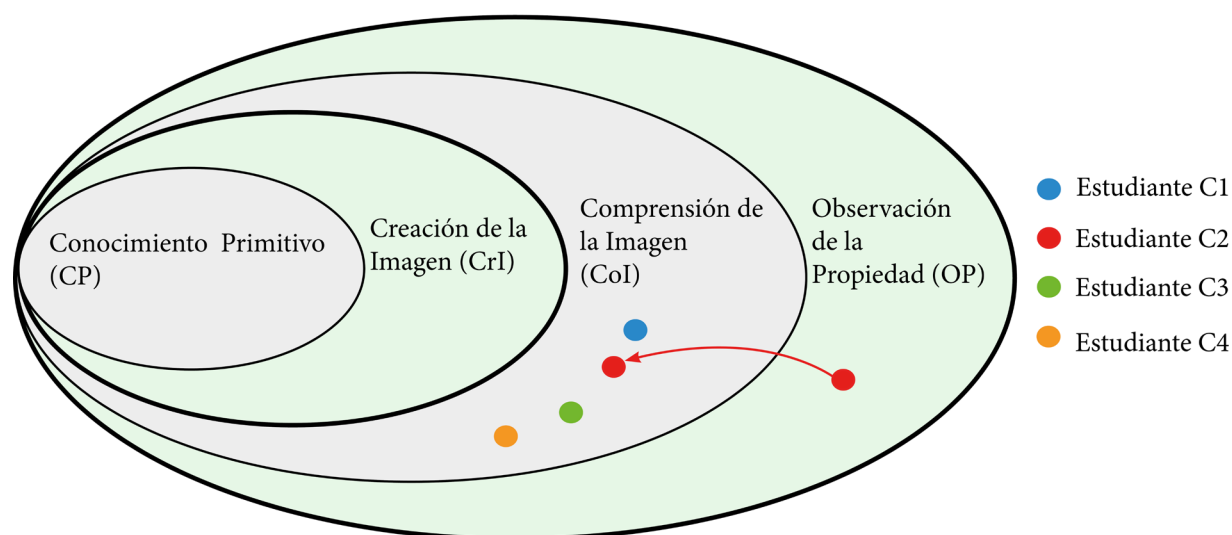 Conocimiento Primitivo
(CP)
Creación de la
Imagen (CrI)
Comprensión de
la Imagen
(CoI)
Observación
de la
Propiedad (OP)
Estudiante C1
Estudiante C2
Estudiante C3
Estudiante C4